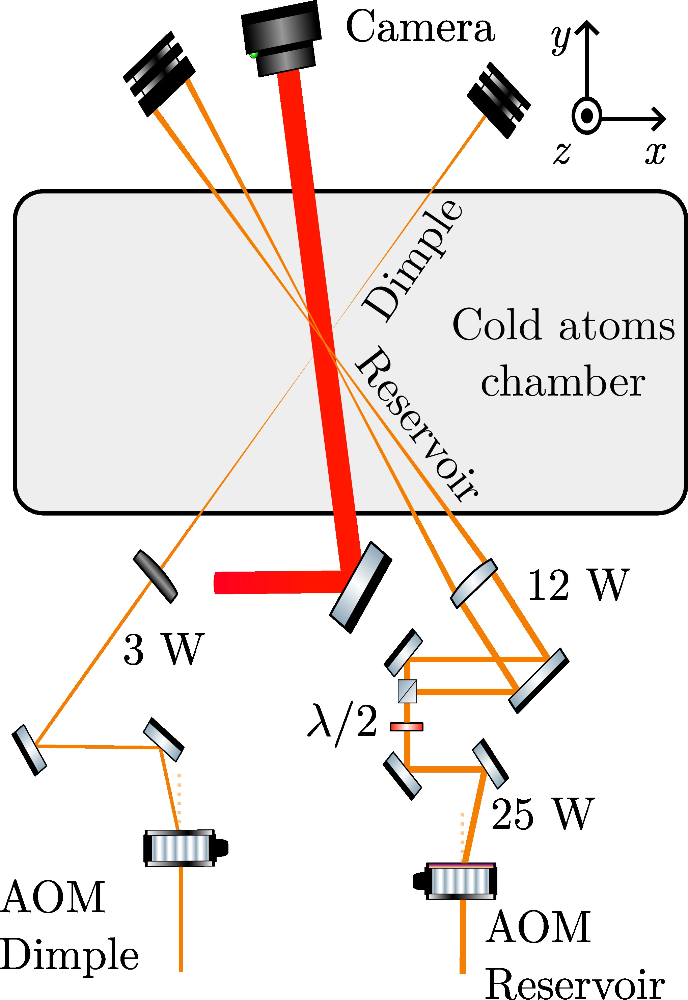 Camera
y
z
x
Dimple
Cold atoms
chamber
Reservoir
12 W
3 W
λ/2
25 W
AOM
Dimple
AOM
Reservoir